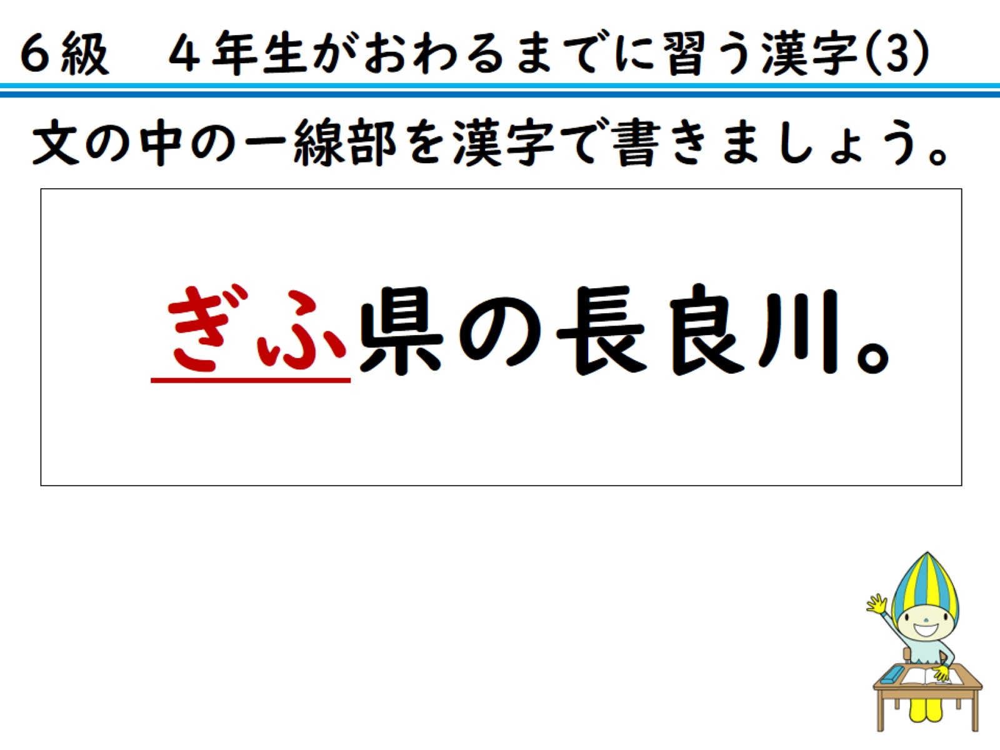 ６級　４年生がおわるまでに習う漢字(3)
文の中の一線部を漢字で書きましょう。
ぎふ県の長良川。